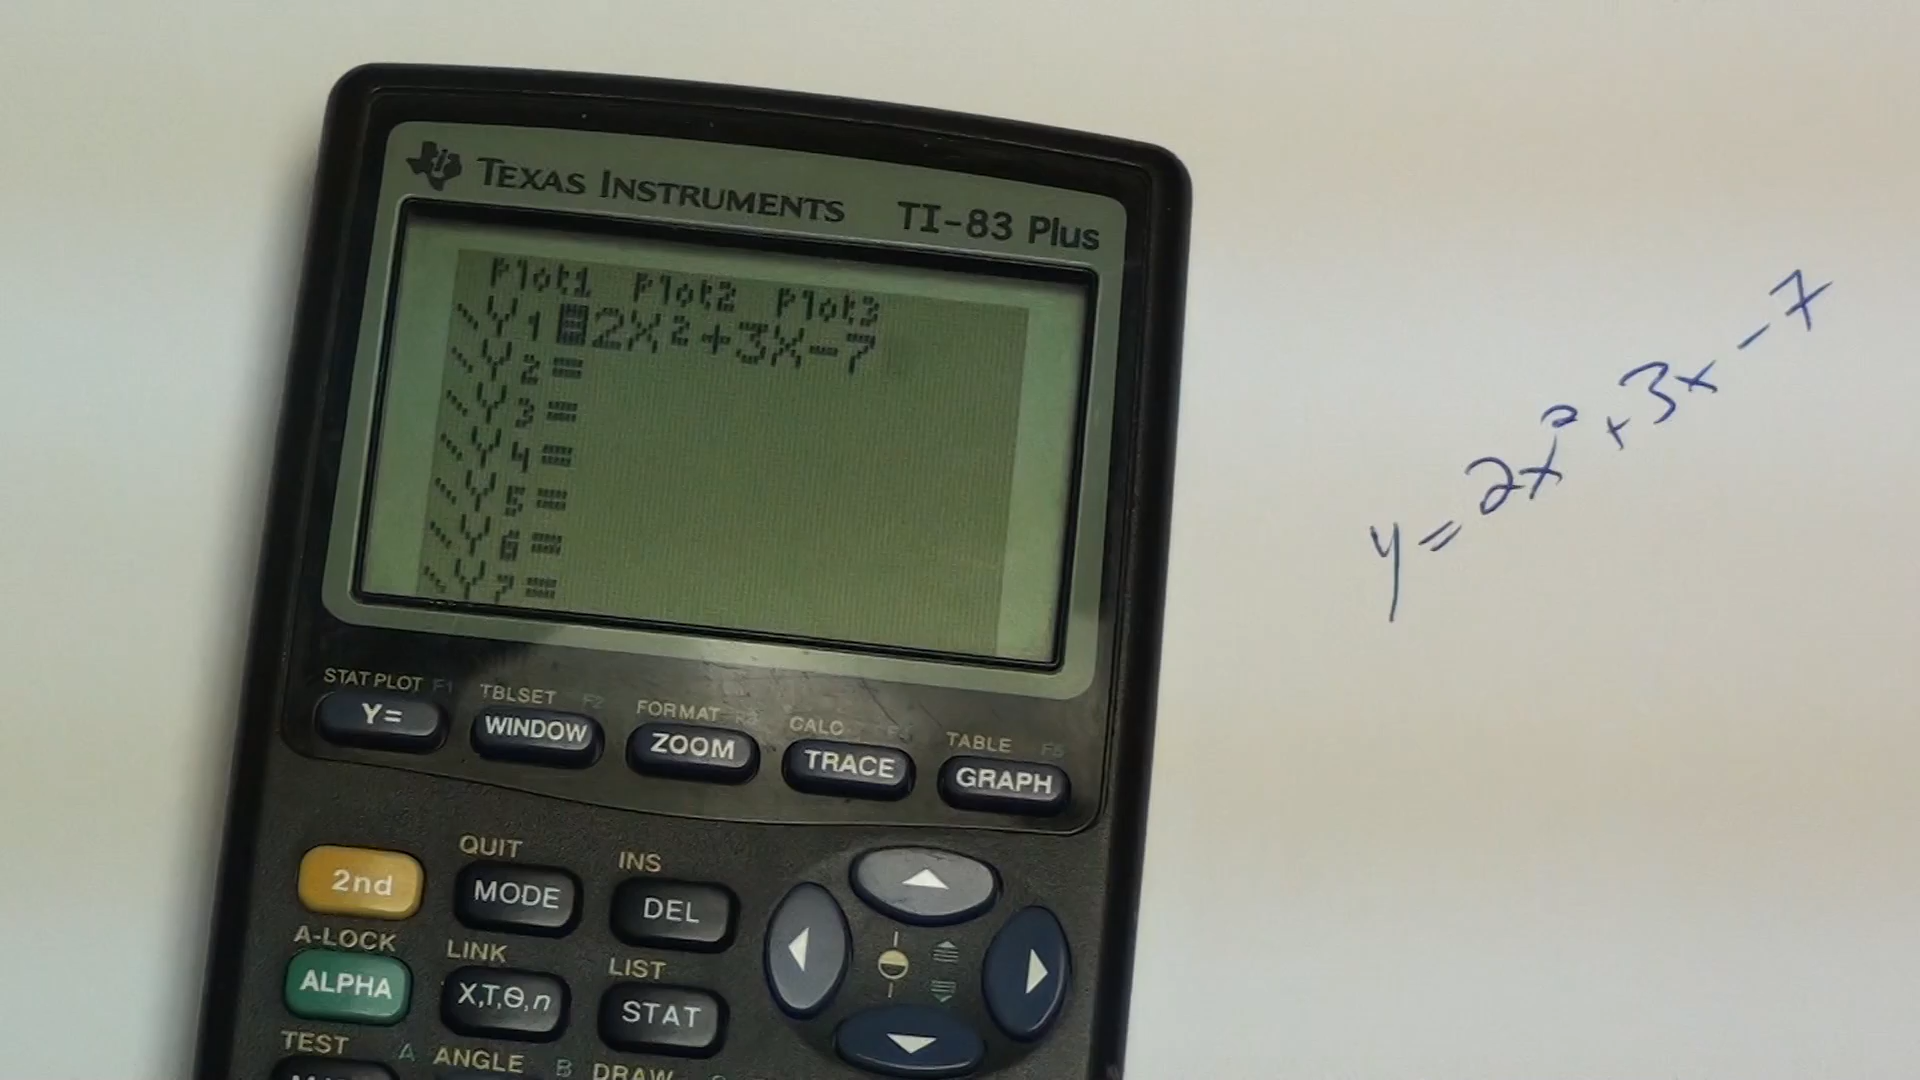 TEXAS INSTRUMENTS TI-83 Plus
Plot1 Plot2 Plot3
\Y1=2X²+3X-7
\Y2=
\Y3=
\Y4=
\Y5=
\Y6=
\Y7=
y = 2x² + 3x - 7
STAT PLOT F1 TBLSET F2 FORMAT F3 CALC F4 TABLE F5
Y= WINDOW ZOOM TRACE GRAPH
QUIT INS
2nd MODE DEL
A-LOCK LINK LIST
ALPHA X,T,Θ,n STAT
TEST A ANGLE B DRAW